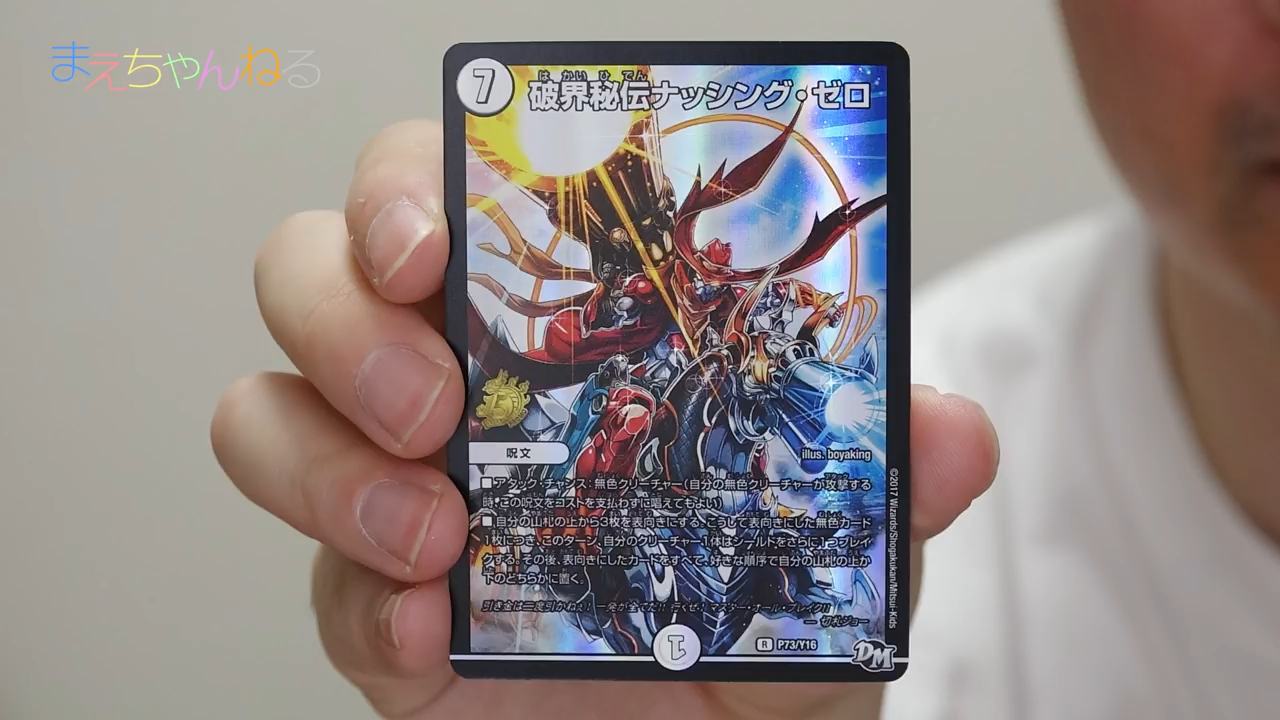 まえちゃんねる
7
は かい ひ でん
破界秘伝ナッシング・ゼロ
呪文
illus. boyaking
■アタック・チャンス：無色クリーチャー（自分の無色クリーチャーが攻撃する
時、この呪文をコストを支払わずに唱えてもよい）
■自分の山札の上から3枚を表向きにする。こうして表向きにした無色カード
1枚につき、このターン、自分のクリーチャー1体はシールドをさらに1つブレイ
クする。その後、表向きにしたカードをすべて、好きな順序で自分の山札の上か
下のどちらかに置く。
引き金は二度引かねぇ！一発が全てだ!!行くぜ！マスター・オール・ブレイク!!
― 切札ジョー
1
R P73/Y16
DM
©2017 Wizards/Shogakukan/Mitsui-Kids